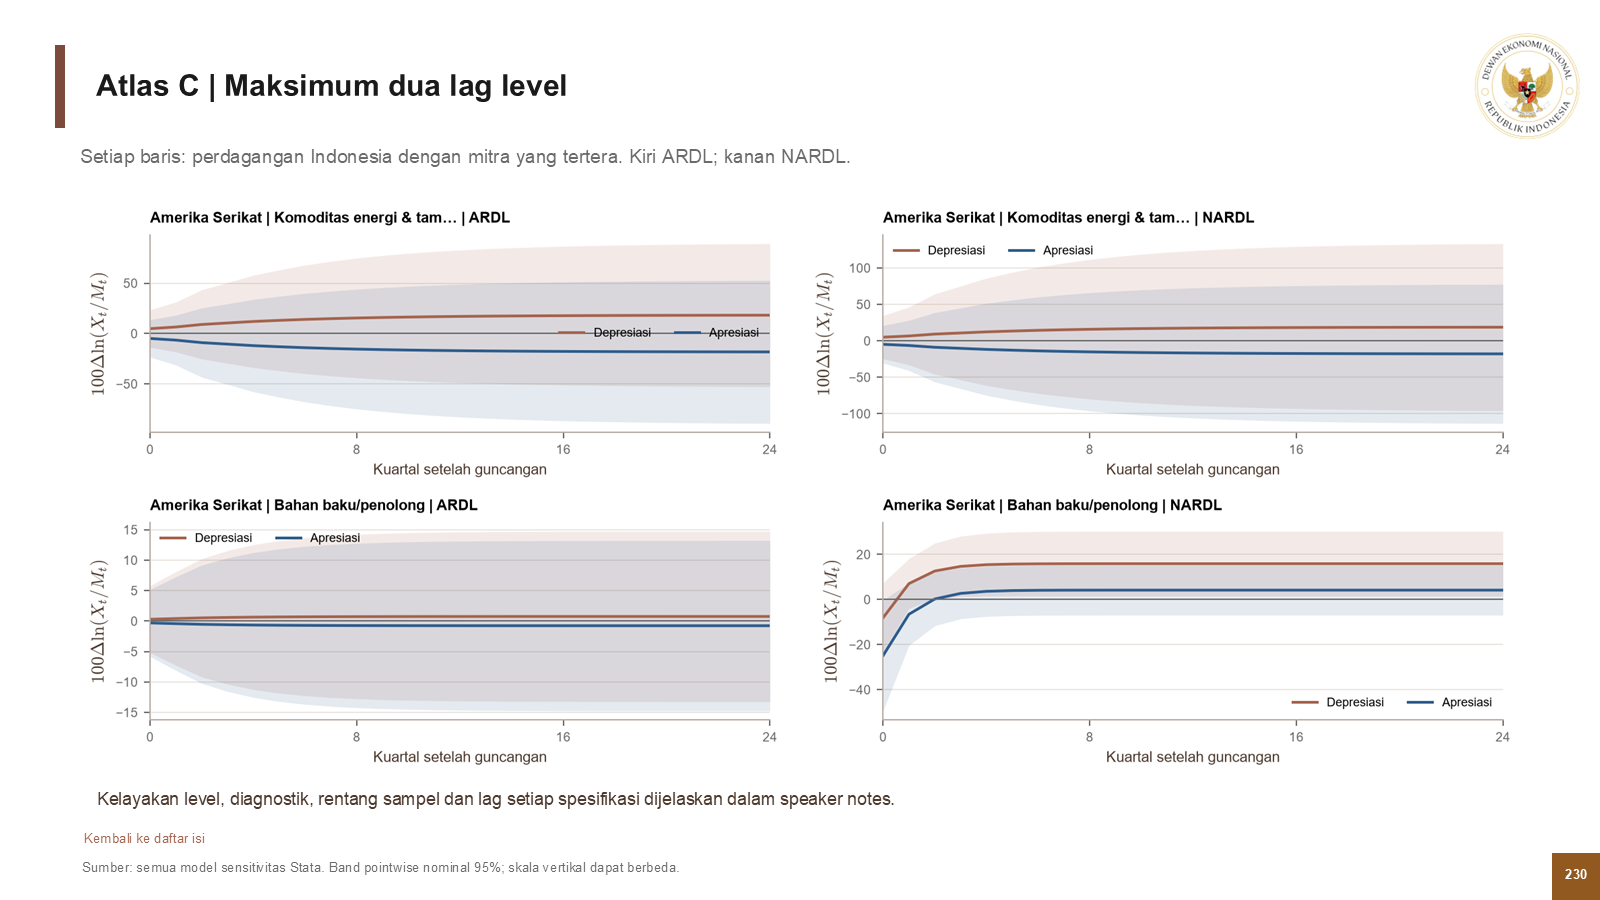 Atlas C | Maksimum dua lag level
DEWAN EKONOMI NASIONAL
REPUBLIK INDONESIA
Setiap baris: perdagangan Indonesia dengan mitra yang tertera. Kiri ARDL; kanan NARDL.
Amerika Serikat | Komoditas energi & tam… | ARDL
100Δln(Xₜ/Mₜ)
50
0
−50
Depresiasi Apresiasi
0 8 16 24
Kuartal setelah guncangan
Amerika Serikat | Komoditas energi & tam… | NARDL
100Δln(Xₜ/Mₜ)
Depresiasi Apresiasi
100
50
0
−50
−100
0 8 16 24
Kuartal setelah guncangan
Amerika Serikat | Bahan baku/penolong | ARDL
100Δln(Xₜ/Mₜ)
Depresiasi Apresiasi
15
10
5
0
−5
−10
−15
0 8 16 24
Kuartal setelah guncangan
Amerika Serikat | Bahan baku/penolong | NARDL
100Δln(Xₜ/Mₜ)
20
0
−20
−40
Depresiasi Apresiasi
0 8 16 24
Kuartal setelah guncangan
Kelayakan level, diagnostik, rentang sampel dan lag setiap spesifikasi dijelaskan dalam speaker notes.
Kembali ke daftar isi
Sumber: semua model sensitivitas Stata. Band pointwise nominal 95%; skala vertikal dapat berbeda.
230